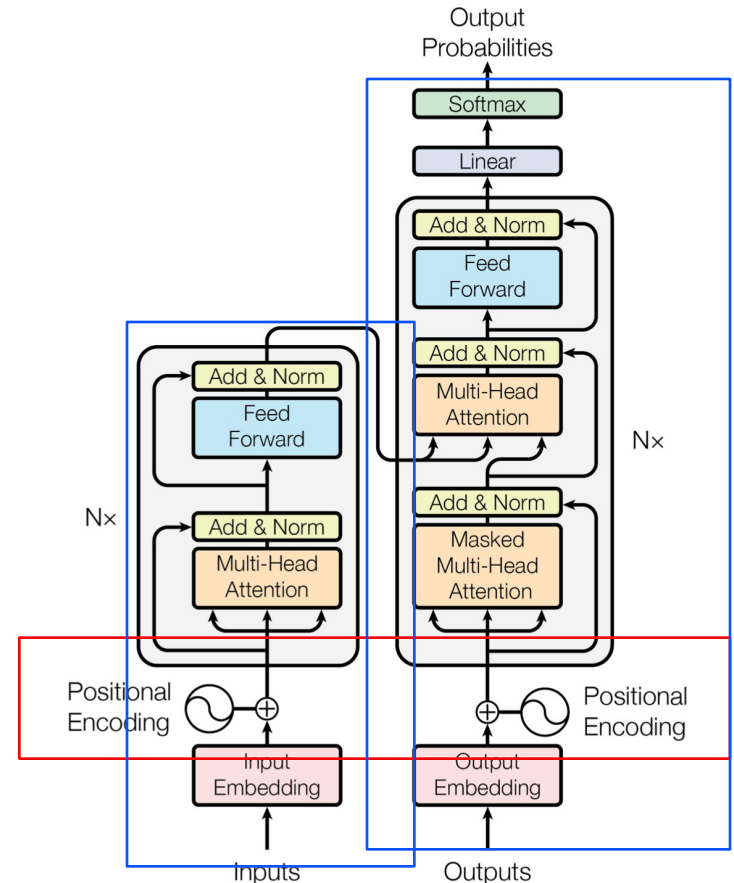 Output
Probabilities
Softmax
Linear
Add & Norm
Feed
Forward
Add & Norm
Multi-Head
Attention
Add & Norm
Masked
Multi-Head
Attention
Nx
Add & Norm
Feed
Forward
Add & Norm
Multi-Head
Attention
Nx
Positional
Encoding
Positional
Encoding
Input
Embedding
Output
Embedding
Inputs
Outputs